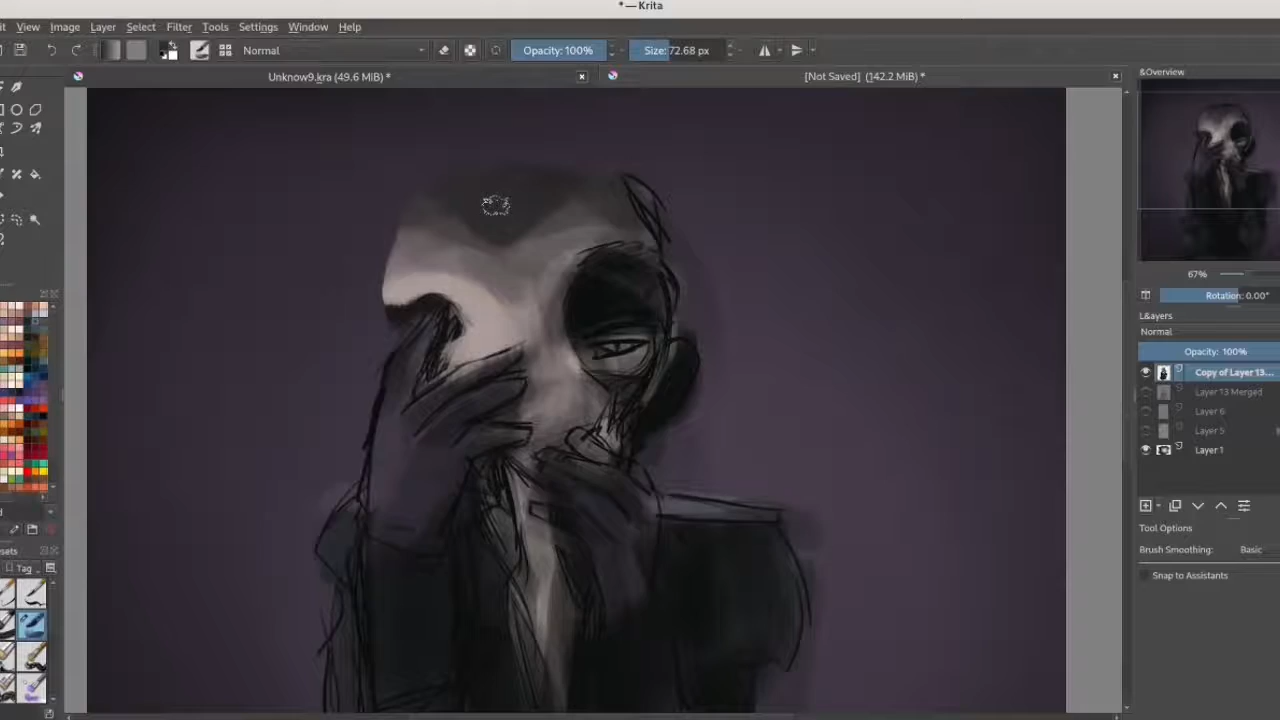 * — Krita
it View Image Layer Select Filter Tools Settings Window Help
Normal Opacity: 100% Size: 72.68 px
Unknow9.kra (49.6 MiB) * [Not Saved] (142.2 MiB) *
&Overview
67%
Rotation: 0.00°
L&ayers
Normal
Opacity: 100%
Copy of Layer 13...
Layer 13 Merged
Layer 6
Layer 5
Layer 1
Tool Options
Brush Smoothing: Basic
Snap to Assistants
d
esets
Tag